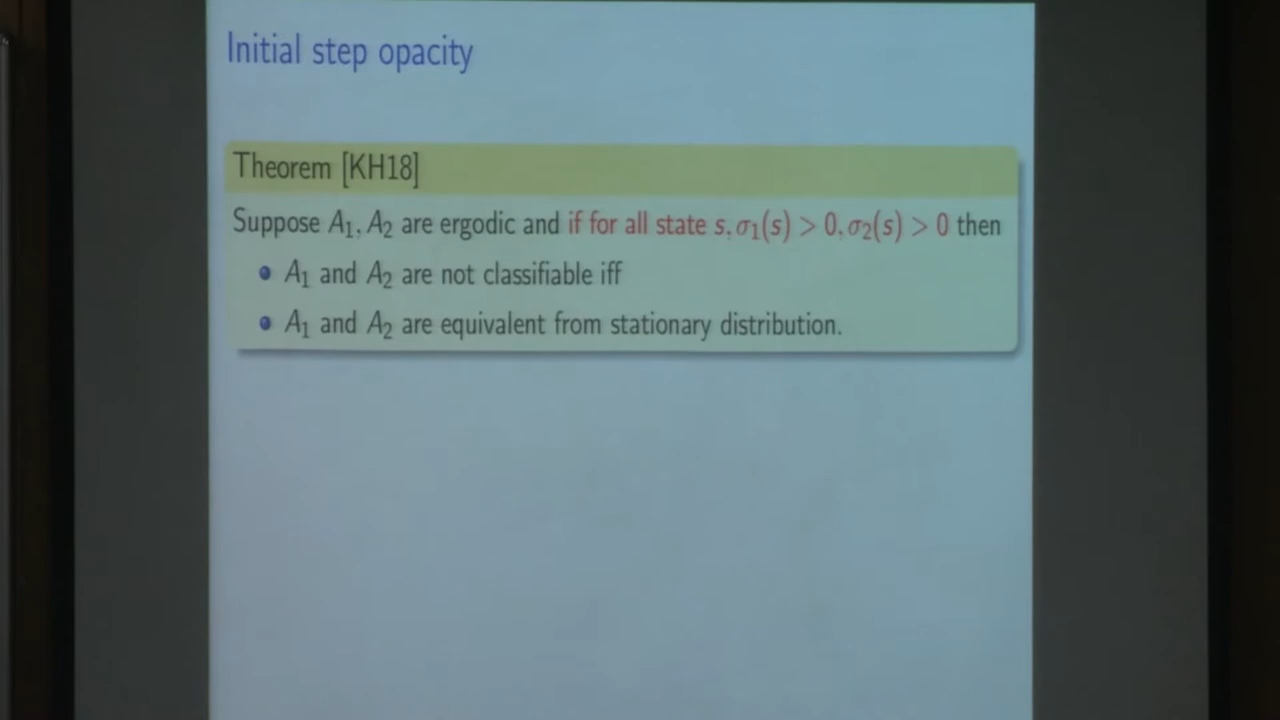 Initial step opacity
Theorem [KH18]
Suppose A₁, A₂ are ergodic and if for all state s, σ₁(s) > 0, σ₂(s) > 0 then
A₁ and A₂ are not classifiable iff
A₁ and A₂ are equivalent from stationary distribution.